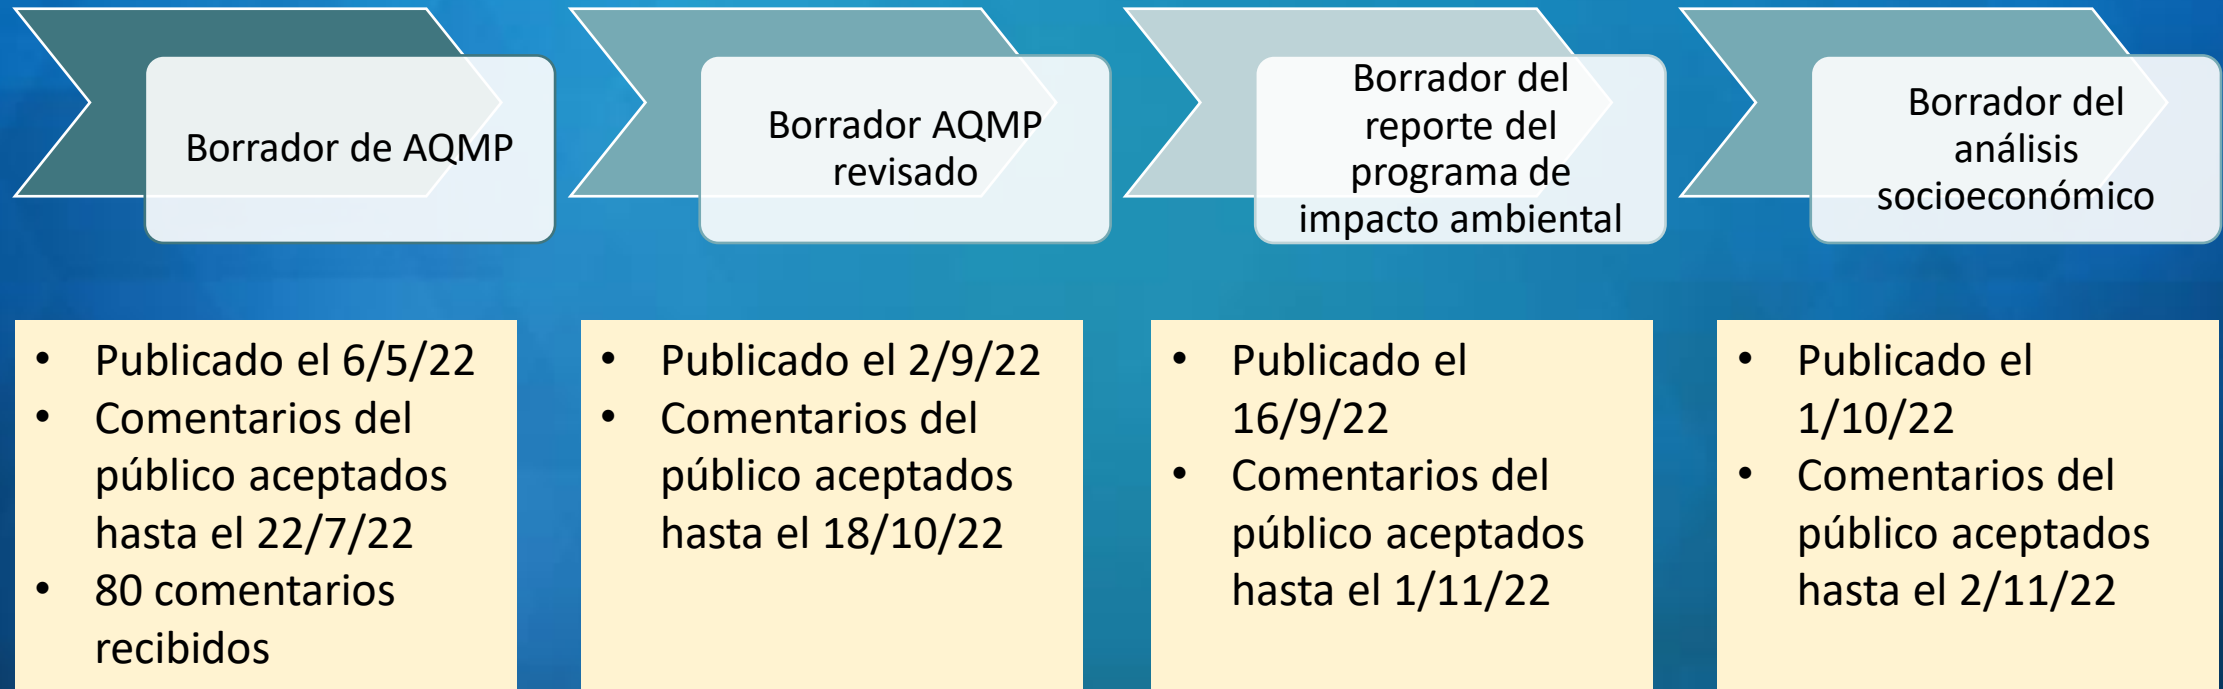 Borrador de AQMP
Borrador AQMP
revisado
Borrador del
reporte del
programa de
impacto ambiental
Borrador del
análisis
socioeconómico
• Publicado el 6/5/22
• Comentarios del
público aceptados
hasta el 22/7/22
• 80 comentarios
recibidos
• Publicado el 2/9/22
• Comentarios del
público aceptados
hasta el 18/10/22
• Publicado el
16/9/22
• Comentarios del
público aceptados
hasta el 1/11/22
• Publicado el
1/10/22
• Comentarios del
público aceptados
hasta el 2/11/22